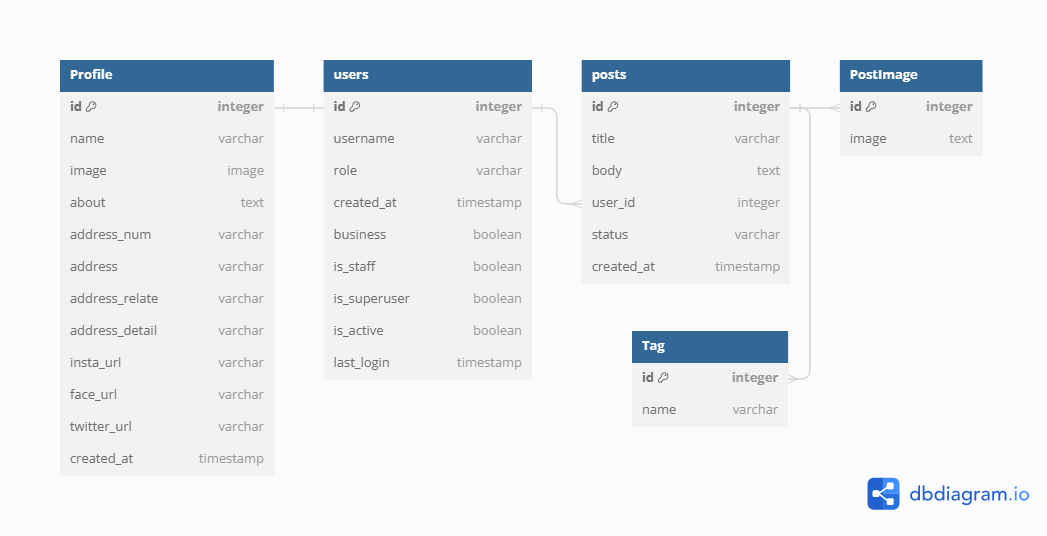 Profile
id integer
name varchar
image image
about text
address_num varchar
address varchar
address_relate varchar
address_detail varchar
insta_url varchar
face_url varchar
twitter_url varchar
created_at timestamp
users
id integer
username varchar
role varchar
created_at timestamp
business boolean
is_staff boolean
is_superuser boolean
is_active boolean
last_login timestamp
posts
id integer
title varchar
body text
user_id integer
status varchar
created_at timestamp
PostImage
id integer
image text
Tag
id integer
name varchar
dbdiagram.io